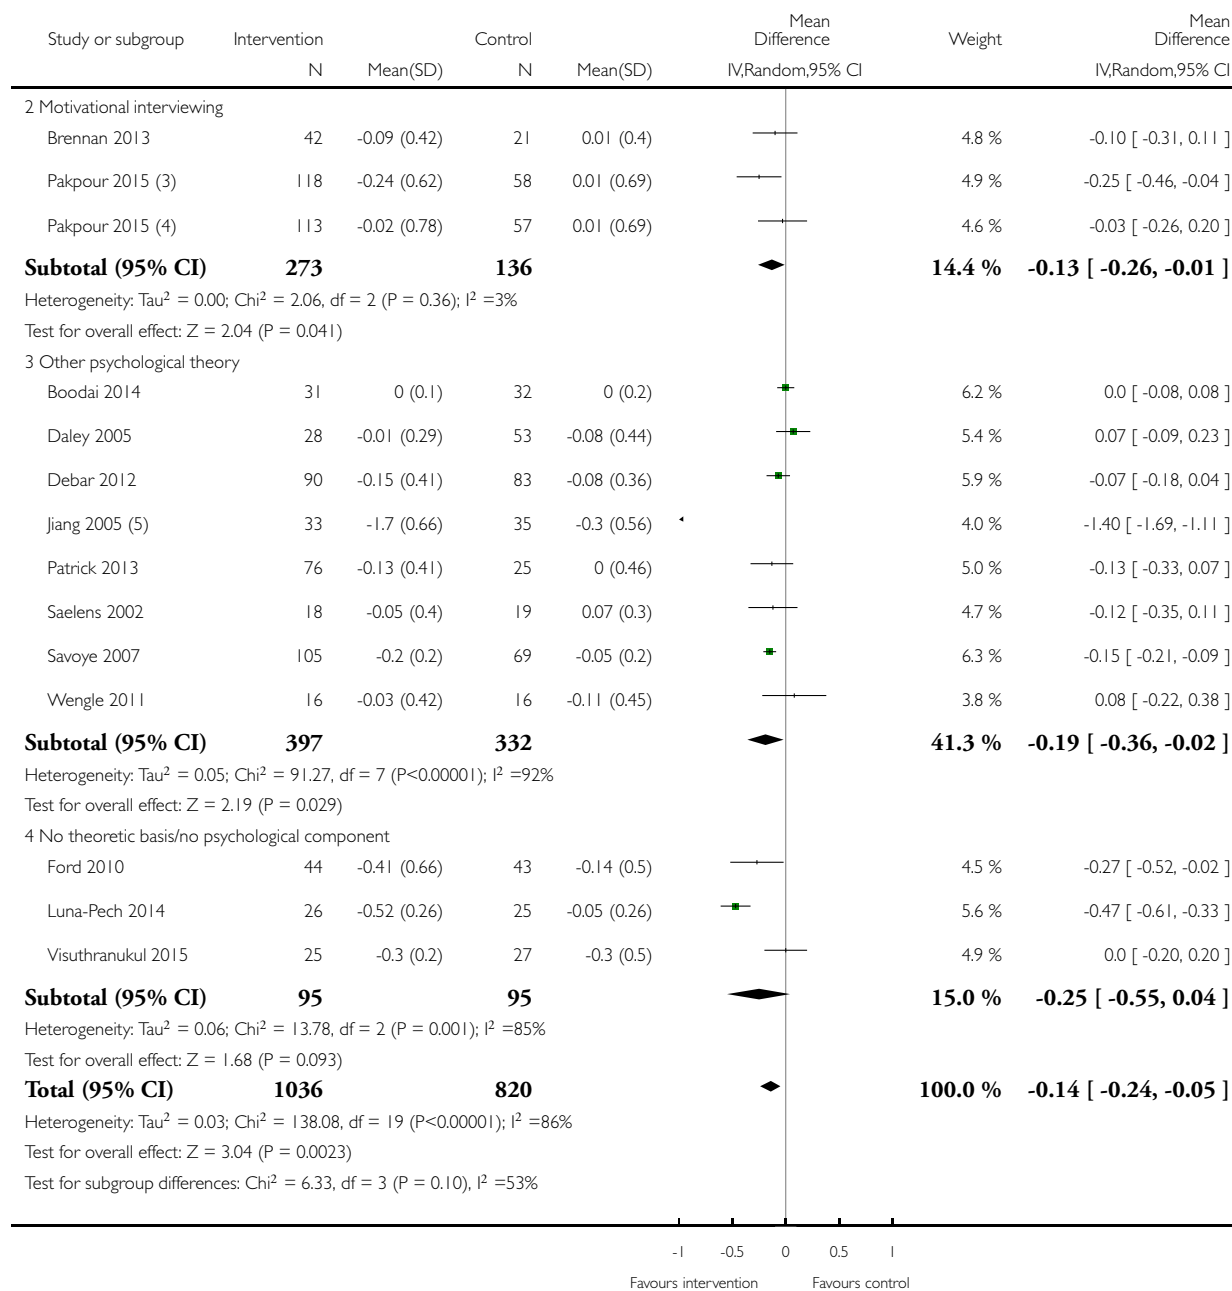 Study or subgroup Intervention Control Mean Difference Weight Mean Difference
N Mean(SD) N Mean(SD) IV,Random,95% CI IV,Random,95% CI
2 Motivational interviewing
Brennan 2013 42 -0.09 (0.42) 21 0.01 (0.4) 4.8 % -0.10 [ -0.31, 0.11 ]
Pakpour 2015 (3) 118 -0.24 (0.62) 58 0.01 (0.69) 4.9 % -0.25 [ -0.46, -0.04 ]
Pakpour 2015 (4) 113 -0.02 (0.78) 57 0.01 (0.69) 4.6 % -0.03 [ -0.26, 0.20 ]
Subtotal (95% CI) 273 136 14.4 % -0.13 [ -0.26, -0.01 ]
Heterogeneity: Tau² = 0.00; Chi² = 2.06, df = 2 (P = 0.36); I² =3%
Test for overall effect: Z = 2.04 (P = 0.041)
3 Other psychological theory
Boodai 2014 31 0 (0.1) 32 0 (0.2) 6.2 % 0.0 [ -0.08, 0.08 ]
Daley 2005 28 -0.01 (0.29) 53 -0.08 (0.44) 5.4 % 0.07 [ -0.09, 0.23 ]
Debar 2012 90 -0.15 (0.41) 83 -0.08 (0.36) 5.9 % -0.07 [ -0.18, 0.04 ]
Jiang 2005 (5) 33 -1.7 (0.66) 35 -0.3 (0.56) 4.0 % -1.40 [ -1.69, -1.11 ]
Patrick 2013 76 -0.13 (0.41) 25 0 (0.46) 5.0 % -0.13 [ -0.33, 0.07 ]
Saelens 2002 18 -0.05 (0.4) 19 0.07 (0.3) 4.7 % -0.12 [ -0.35, 0.11 ]
Savoye 2007 105 -0.2 (0.2) 69 -0.05 (0.2) 6.3 % -0.15 [ -0.21, -0.09 ]
Wengle 2011 16 -0.03 (0.42) 16 -0.11 (0.45) 3.8 % 0.08 [ -0.22, 0.38 ]
Subtotal (95% CI) 397 332 41.3 % -0.19 [ -0.36, -0.02 ]
Heterogeneity: Tau² = 0.05; Chi² = 91.27, df = 7 (P<0.00001); I² =92%
Test for overall effect: Z = 2.19 (P = 0.029)
4 No theoretic basis/no psychological component
Ford 2010 44 -0.41 (0.66) 43 -0.14 (0.5) 4.5 % -0.27 [ -0.52, -0.02 ]
Luna-Pech 2014 26 -0.52 (0.26) 25 -0.05 (0.26) 5.6 % -0.47 [ -0.61, -0.33 ]
Visuthranukul 2015 25 -0.3 (0.2) 27 -0.3 (0.5) 4.9 % 0.0 [ -0.20, 0.20 ]
Subtotal (95% CI) 95 95 15.0 % -0.25 [ -0.55, 0.04 ]
Heterogeneity: Tau² = 0.06; Chi² = 13.78, df = 2 (P = 0.001); I² =85%
Test for overall effect: Z = 1.68 (P = 0.093)
Total (95% CI) 1036 820 100.0 % -0.14 [ -0.24, -0.05 ]
Heterogeneity: Tau² = 0.03; Chi² = 138.08, df = 19 (P<0.00001); I² =86%
Test for overall effect: Z = 3.04 (P = 0.0023)
Test for subgroup differences: Chi² = 6.33, df = 3 (P = 0.10), I² =53%
-1 -0.5 0 0.5 1
Favours intervention Favours control